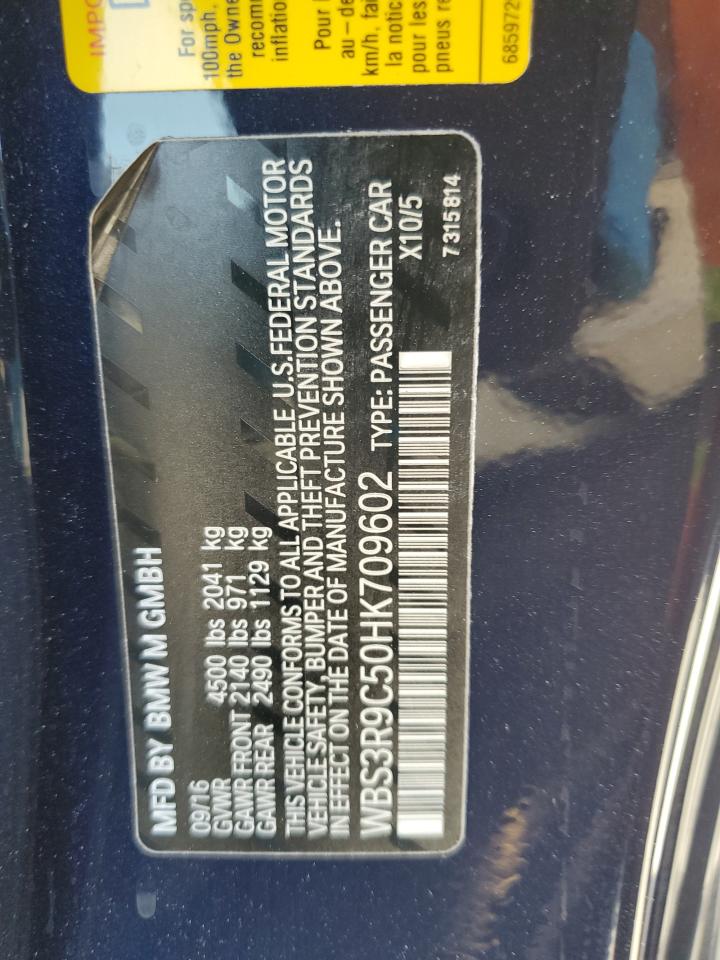 MFD BY BMW M GMBH
09/16
GVWR 4500 lbs 2041 kg
GAWR FRONT 2140 lbs 971 kg
GAWR REAR 2490 lbs 1129 kg
THIS VEHICLE CONFORMS TO ALL APPLICABLE U.S.FEDERAL MOTOR
VEHICLE SAFETY, BUMPER AND THEFT PREVENTION STANDARDS
IN EFFECT ON THE DATE OF MANUFACTURE SHOWN ABOVE.
WBS3R9C50HK709602 TYPE: PASSENGER CAR
X10/5
7315814
IMPO
For sp
100mph.
the Owne
recom
inflation
Pour l
au - de
km/h, fai
la notic
pour les
pneus re
685972